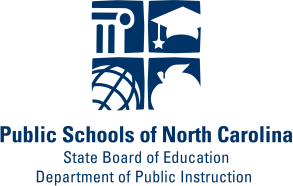 Public Schools of North Carolina
State Board of Education
Department of Public Instruction